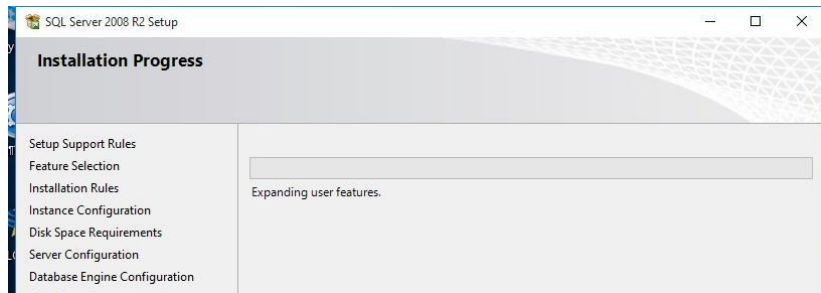 SQL Server 2008 R2 Setup
Installation Progress
Setup Support Rules
Feature Selection
Installation Rules
Instance Configuration
Disk Space Requirements
Server Configuration
Database Engine Configuration
Expanding user features.